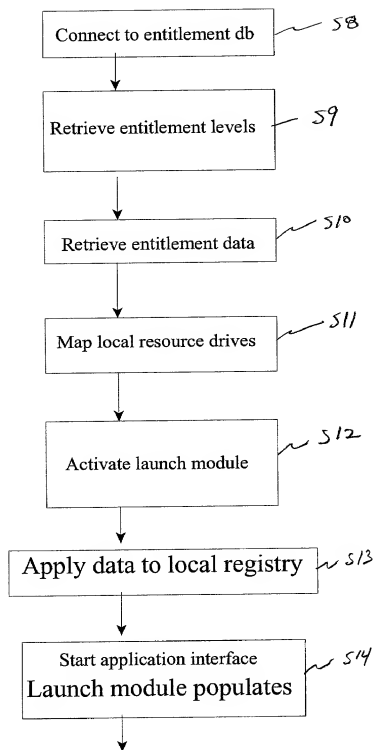 Connect to entitlement db S8
Retrieve entitlement levels S9
Retrieve entitlement data S10
Map local resource drives S11
Activate launch module S12
Apply data to local registry S13
Start application interface
Launch module populates S14